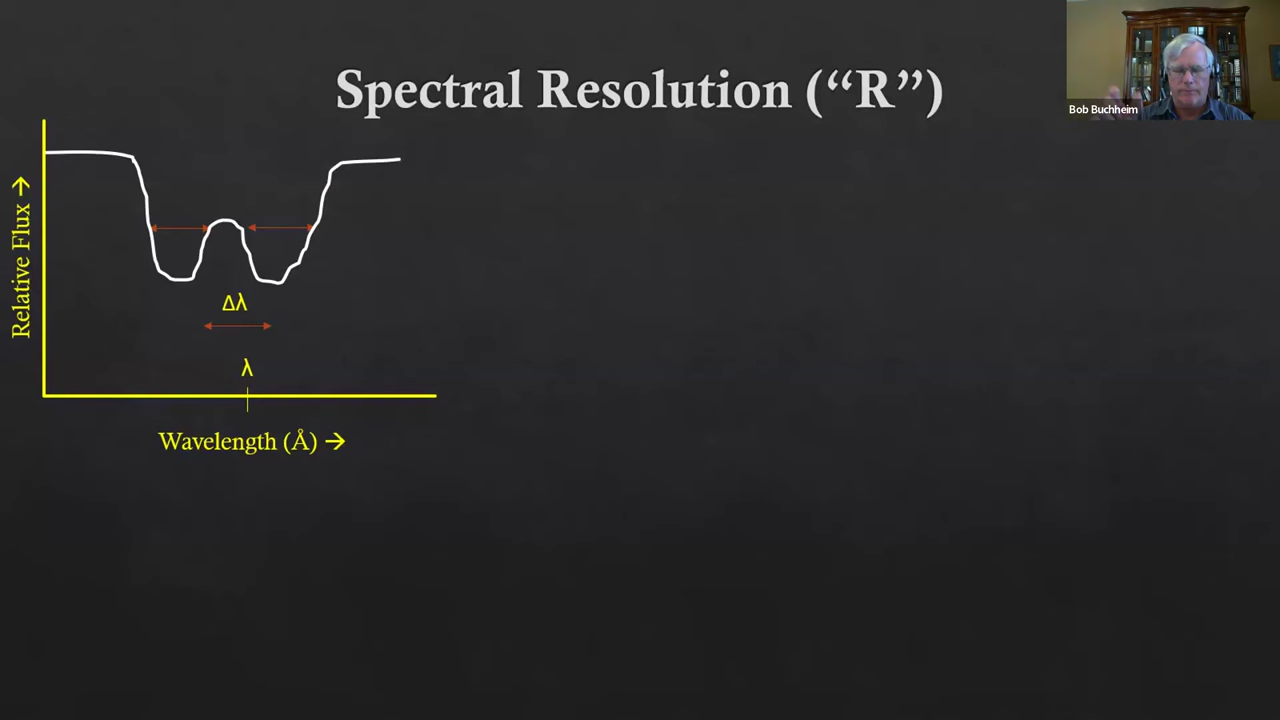 Spectral Resolution (“R”)
Bob Buchheim
Relative Flux →
Δλ
λ
Wavelength (Å) →